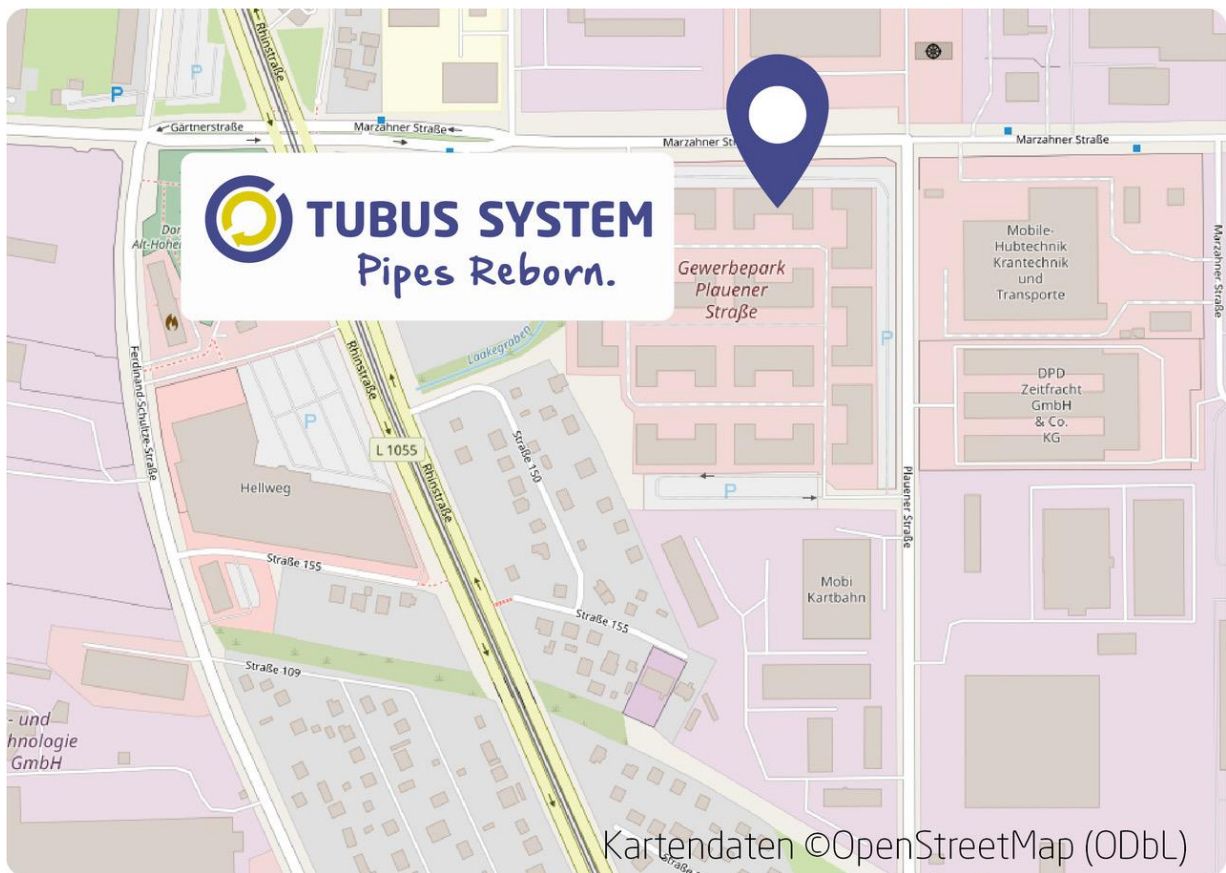 Rhinstraße
P
P
Gärtnerstraße
Marzahner Straße
Marzahner
Marzahner Straße
TUBUS SYSTEM
Pipes Reborn.
Alt-Hohe
Gewerbepark
Plauener
Straße
Mobile-
Hubtechnik
Krantechnik
und
Transporte
Marzahner Straße
Laakegraben
Rhinstraße
P
Ferdinand-Schultze-Straße
P
DPD
Zeitfracht
GmbH
& Co.
KG
L 1055
Straße 150
Rhinstraße
Hellweg
P
Plauener Straße
Straße 155
Mobi
Kartbahn
Straße 155
Straße 109
- und
hnologie
GmbH
Kartendaten ©OpenStreetMap (ODbL)